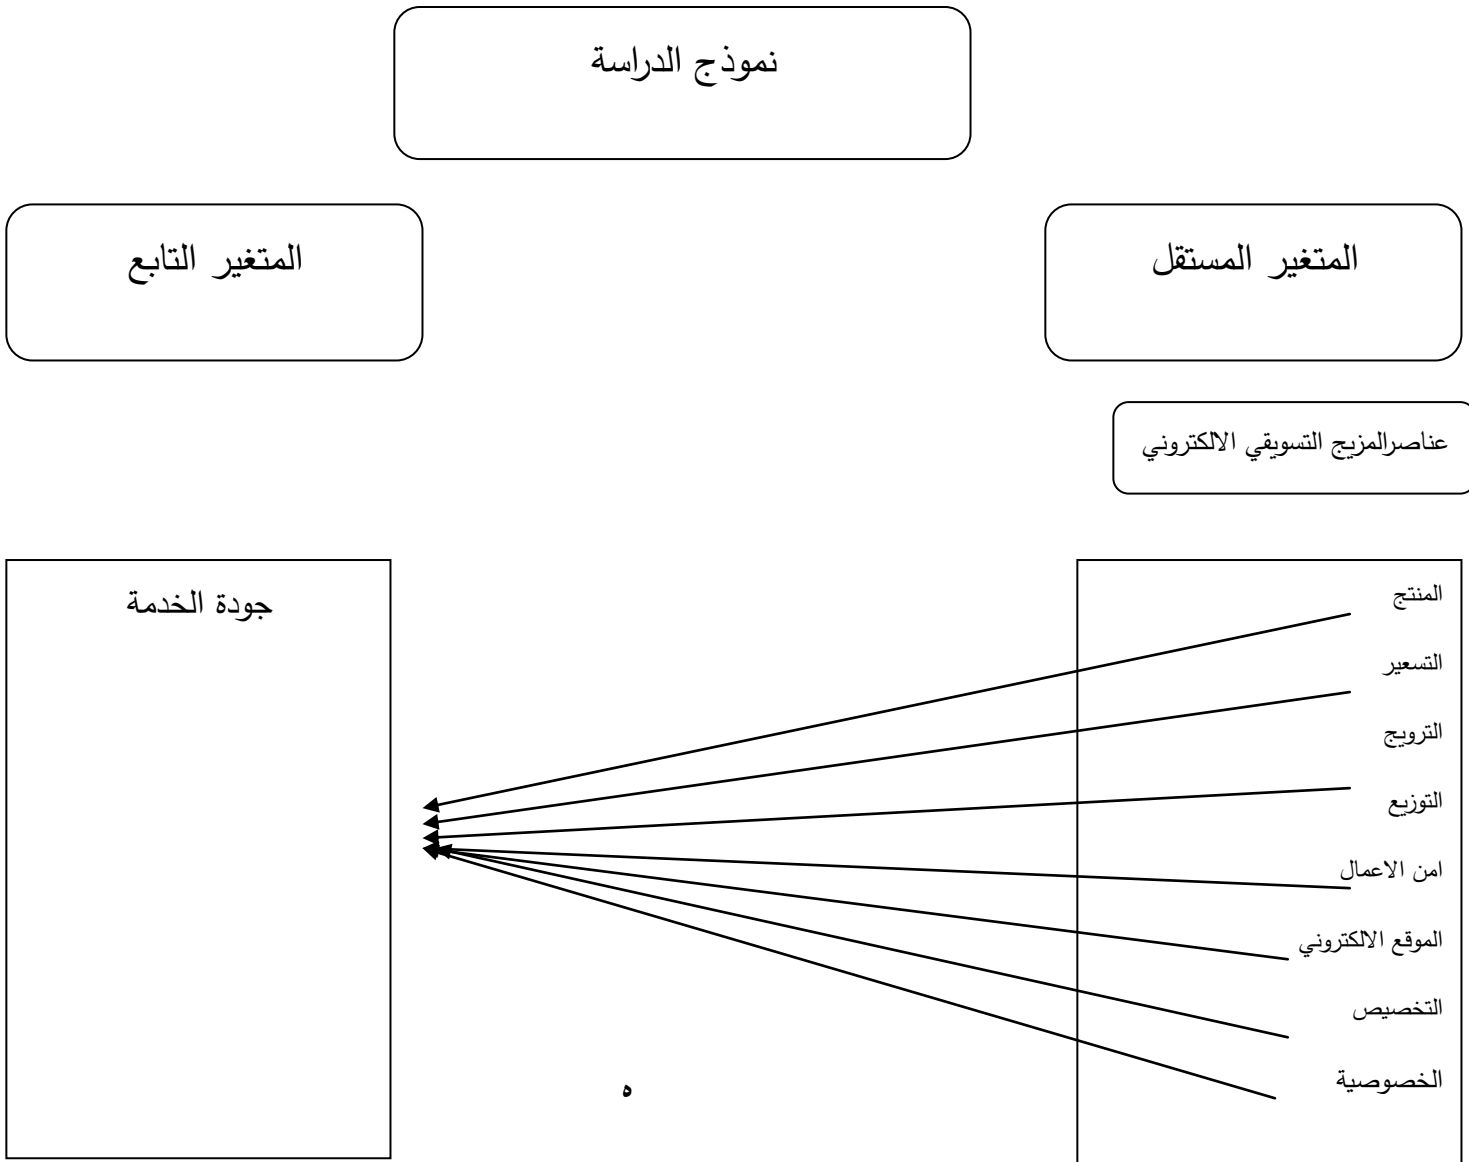 نموذج الدراسة
المتغير المستقل
المتغير التابع
عناصرالمزيج التسويقي الالكتروني
جودة الخدمة
المنتج
التسعير
الترويج
التوزيع
امن الاعمال
الموقع الالكتروني
التخصيص
الخصوصية
ه